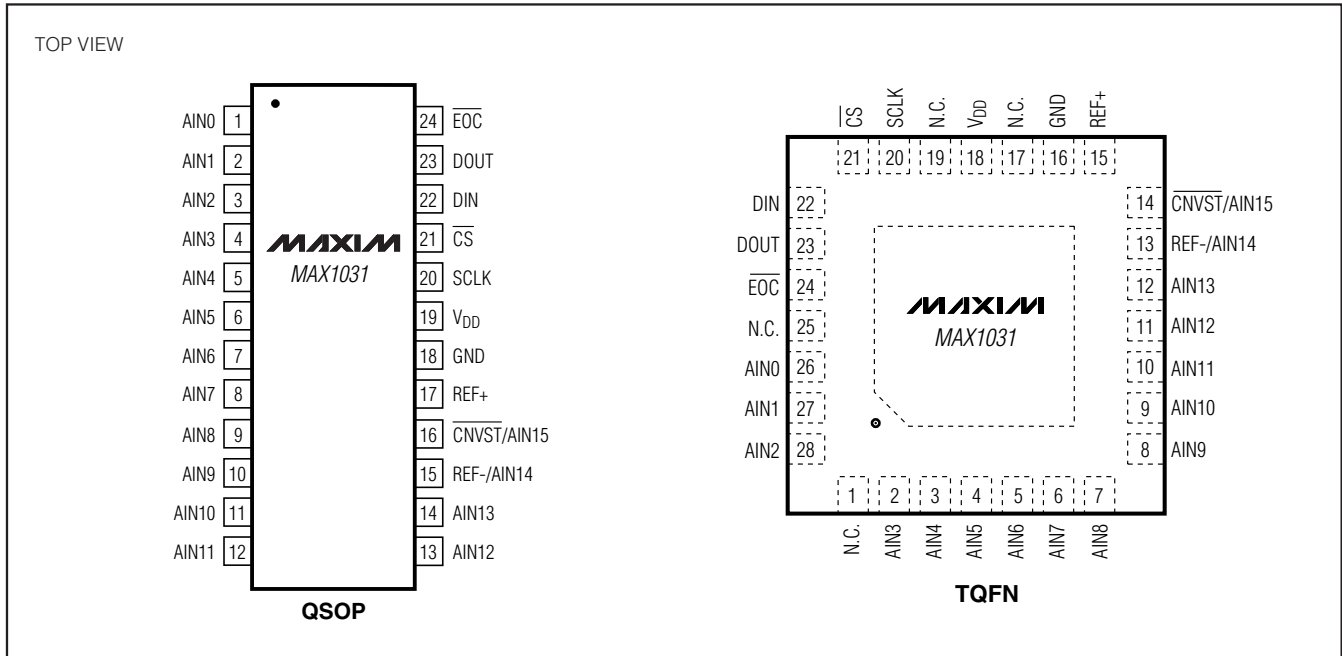 TOP VIEW
AIN0 1
AIN1 2
AIN2 3
AIN3 4
AIN4 5
AIN5 6
AIN6 7
AIN7 8
AIN8 9
AIN9 10
AIN10 11
AIN11 12
MAXIM
MAX1031
24 EOC
23 DOUT
22 DIN
21 CS
20 SCLK
19 VDD
18 GND
17 REF+
16 CNVST/AIN15
15 REF-/AIN14
14 AIN13
13 AIN12
QSOP
CS SCLK N.C. VDD N.C. GND REF+
21 20 19 18 17 16 15
DIN 22
DOUT 23
EOC 24
N.C. 25
AIN0 26
AIN1 27
AIN2 28
MAXIM
MAX1031
14 CNVST/AIN15
13 REF-/AIN14
12 AIN13
11 AIN12
10 AIN11
9 AIN10
8 AIN9
1 2 3 4 5 6 7
N.C. AIN3 AIN4 AIN5 AIN6 AIN7 AIN8
TQFN